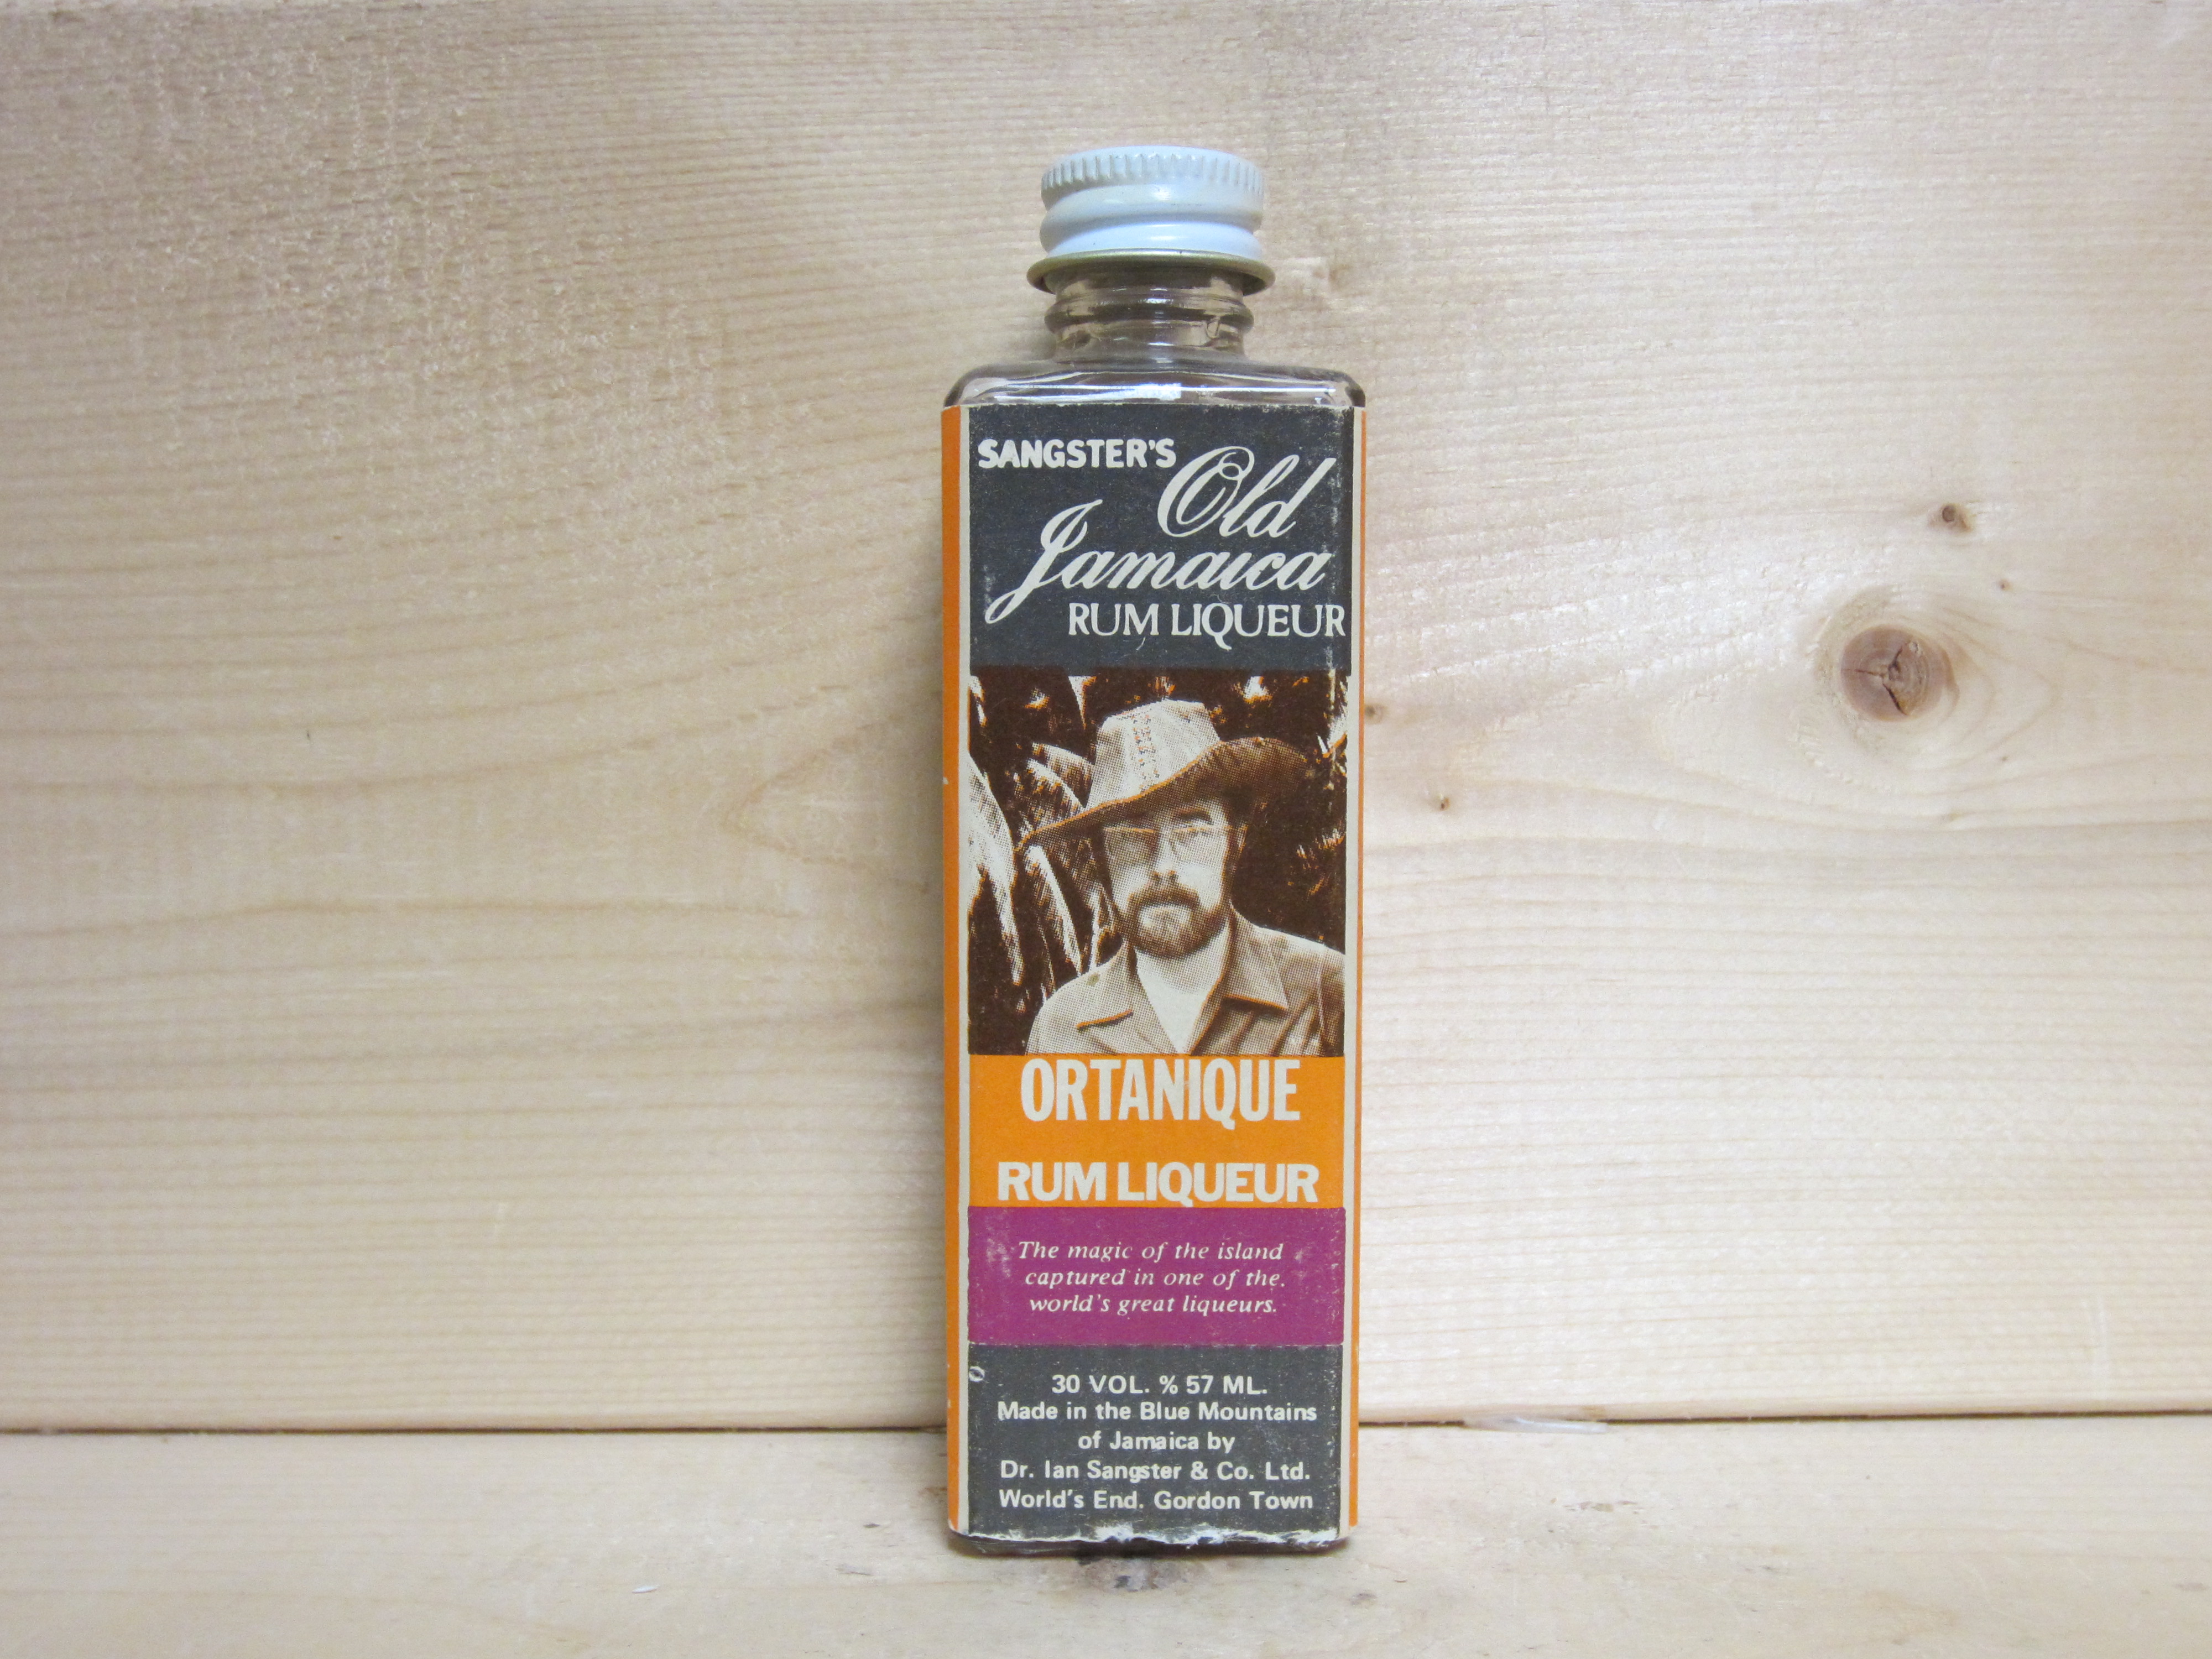 SANGSTER'S Old
Jamaica
RUM LIQUEUR
ORTANIQUE
RUM LIQUEUR
The magic of the island
captured in one of the.
world's great liqueurs.
30 VOL. % 57 ML.
Made in the Blue Mountains
of Jamaica by
Dr. Ian Sangster & Co. Ltd.
World's End. Gordon Town